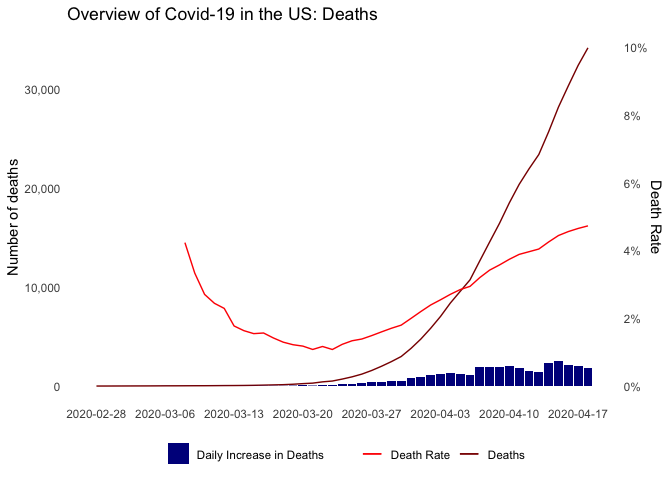 Overview of Covid-19 in the US: Deaths
Number of deaths
30,000
20,000
10,000
0
10%
8%
6%
4%
2%
0%
Death Rate
2020-02-28 2020-03-06 2020-03-13 2020-03-20 2020-03-27 2020-04-03 2020-04-10 2020-04-17
Daily Increase in Deaths Death Rate Deaths